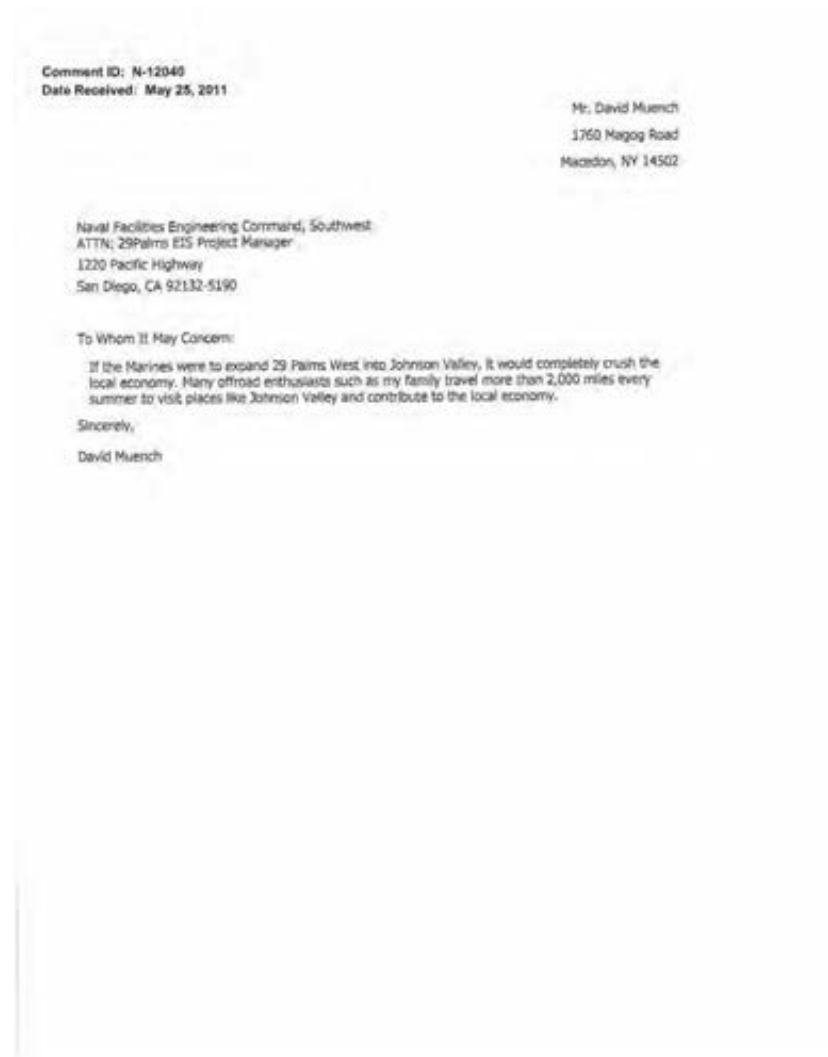 Comment ID: N-12040
Date Received: May 25, 2011
Mr. David Muench
1760 Magog Road
Macedon, NY 14502
Naval Facilities Engineering Command, Southwest
ATTN: 29Palms EIS Project Manager
1220 Pacific Highway
San Diego, CA 92132-5190
To Whom It May Concern:
If the Marines were to expand 29 Palms West into Johnson Valley, it would completely crush the
local economy. Many offroad enthusiasts such as my family travel more than 2,000 miles every
summer to visit places like Johnson Valley and contribute to the local economy.
Sincerely,
David Muench